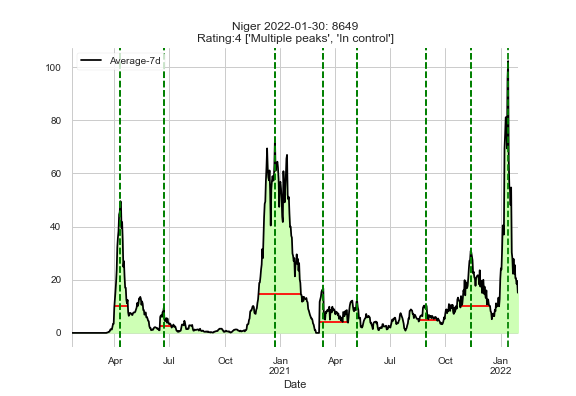 Niger 2022-01-30: 8649
Rating:4 ['Multiple peaks', 'In control']
Average-7d
100
80
60
40
20
0
Apr Jul Oct Jan Apr Jul Oct Jan
2021 2022
Date